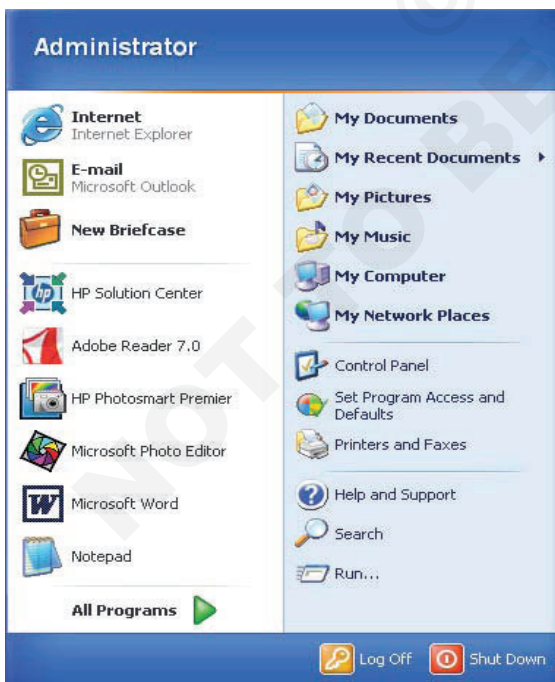 Administrator
Internet
Internet Explorer
E-mail
Microsoft Outlook
New Briefcase
HP Solution Center
Adobe Reader 7.0
HP Photosmart Premier
Microsoft Photo Editor
Microsoft Word
Notepad
All Programs
My Documents
My Recent Documents
My Pictures
My Music
My Computer
My Network Places
Control Panel
Set Program Access and
Defaults
Printers and Faxes
Help and Support
Search
Run...
Log Off
Shut Down
NOT TO BE